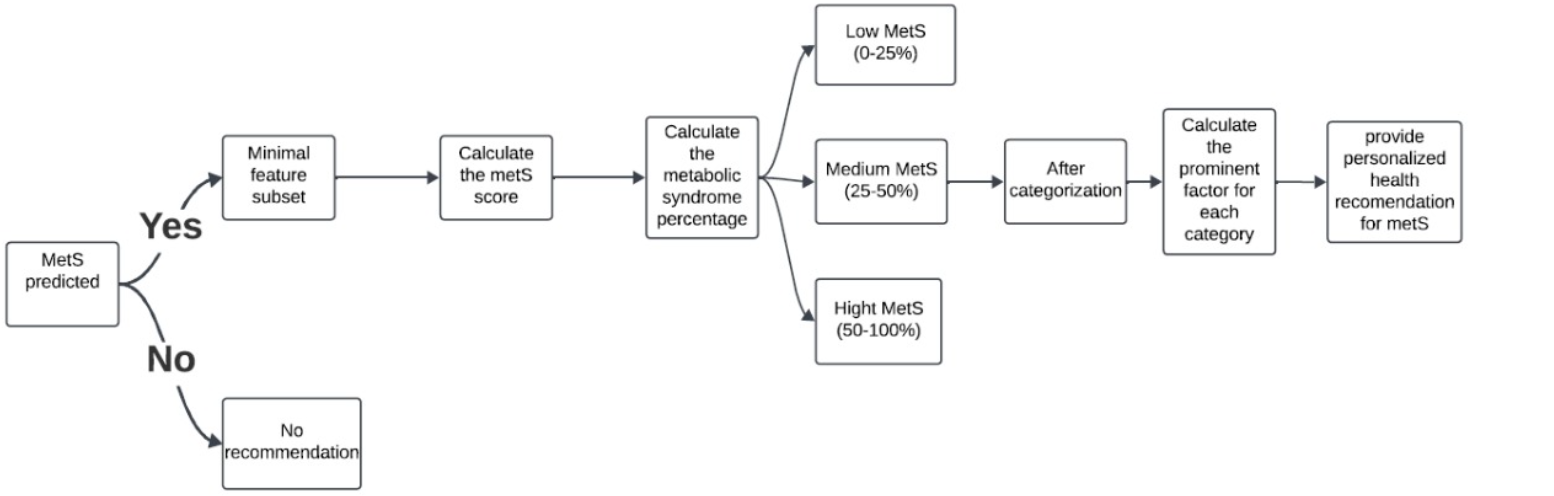 MetS
predicted
Yes
No
Minimal
feature
subset
No
recommendation
Calculate
the metS
score
Calculate
the
metabolic
syndrome
percentage
Low MetS
(0-25%)
Medium MetS
(25-50%)
Hight MetS
(50-100%)
After
categorization
Calculate
the
prominent
factor for
each
category
provide
personalized
health
recomendation
for metS